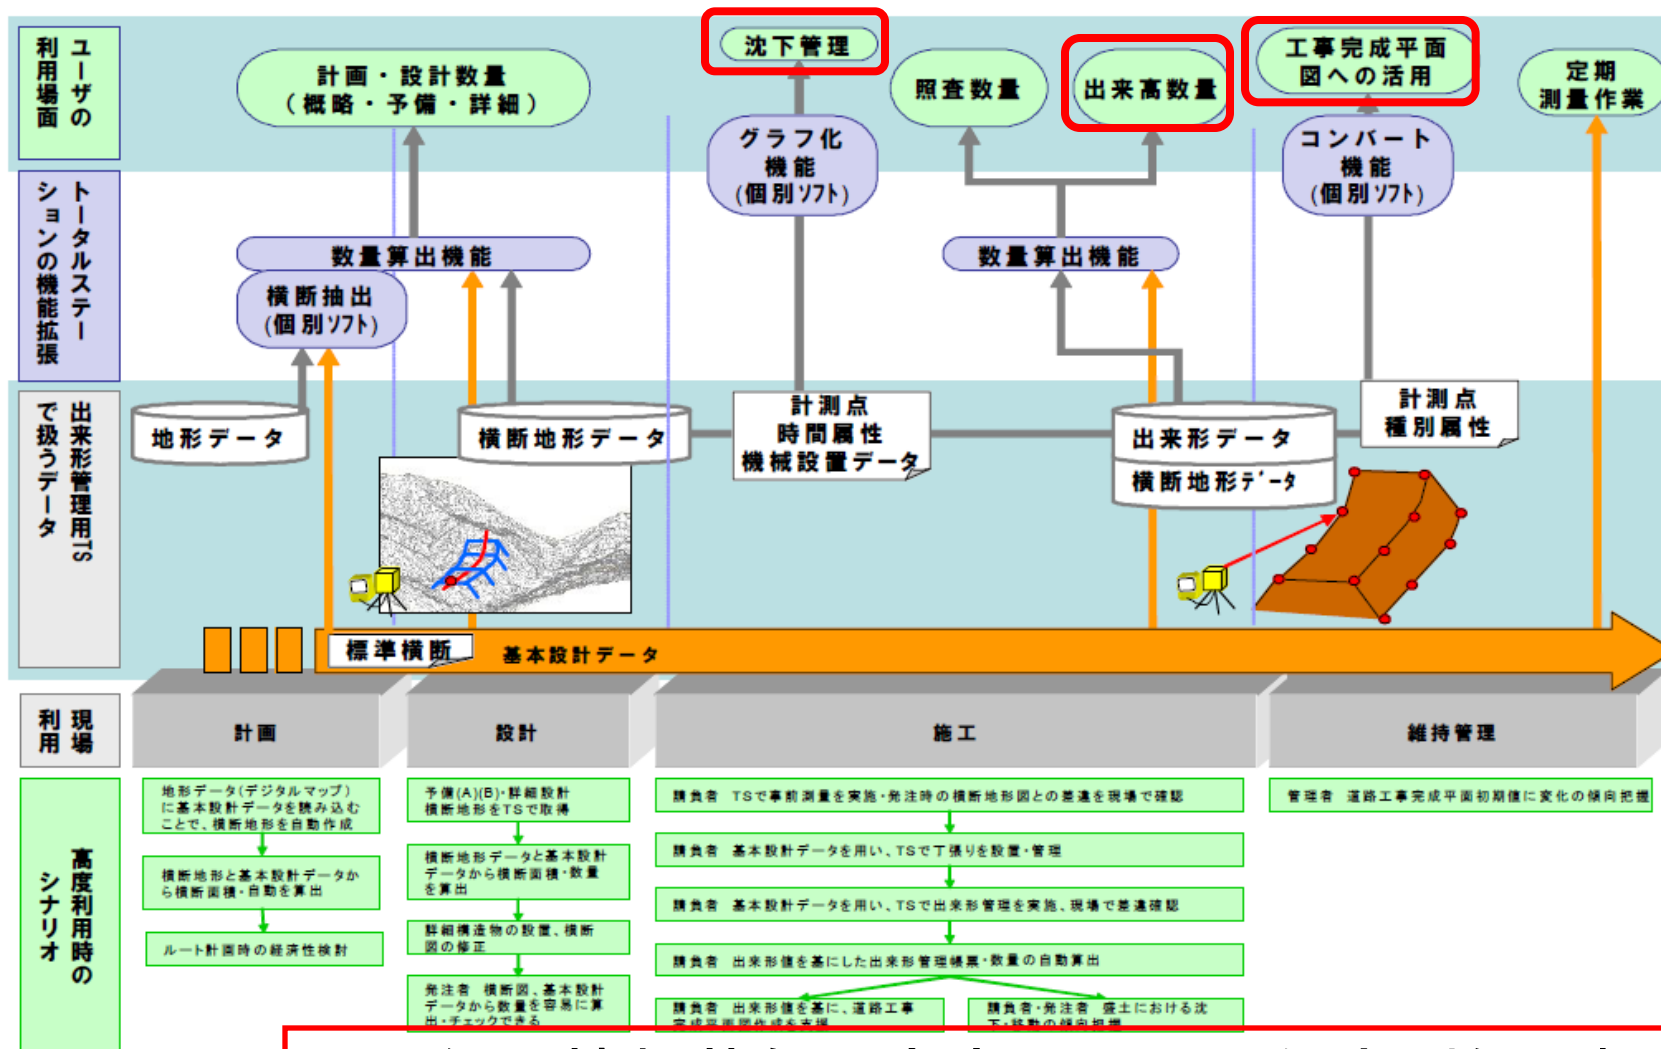 ユーザの
利用場面
計画・設計数量
（概略・予備・詳細）
沈下管理
照査数量
出来高数量
工事完成平面
図への活用
定期
測量作業
グラフ化
機能
(個別ソフト)
コンバート
機能
(個別ソフト)
トータルステー
ションの機能拡張
数量算出機能
横断抽出
(個別ソフト)
数量算出機能
出来形管理用TS
で扱うデータ
地形データ
横断地形データ
計測点
時間属性
機械設置データ
出来形データ
横断地形データ
計測点
種別属性
標準横断
基本設計データ
現場
利用
計画
設計
施工
維持管理
高度利用時の
シナリオ
地形データ(デジタルマップ)
に基本設計データを読み込む
ことで、横断地形を自動作成
横断地形と基本設計データか
ら横断面積・自動を算出
ルート計画時の経済性検討
予備(A)(B)・詳細設計
横断地形をTSで取得
横断地形データと基本設計
データから横断面積・数量
を算出
詳細構造物の設置、横断
図の修正
発注者 横断図、基本設計
データから数量を容易に算
出・チェックできる
請負者 TSで事前測量を実施・発注時の横断地形図との差違を現場で確認
請負者 基本設計データを用い、TSで丁張りを設置・管理
請負者 基本設計データを用い、TSで出来形管理を実施、現場で差違確認
請負者 出来形値を基にした出来形管理帳票・数量の自動算出
請負者 出来形値を基に、道路工事
完成平面図作成を支援
請負者・発注者 盛土における沈
下・移動の傾向把握
管理者 道路工事完成平面初期値に変化の傾向把握